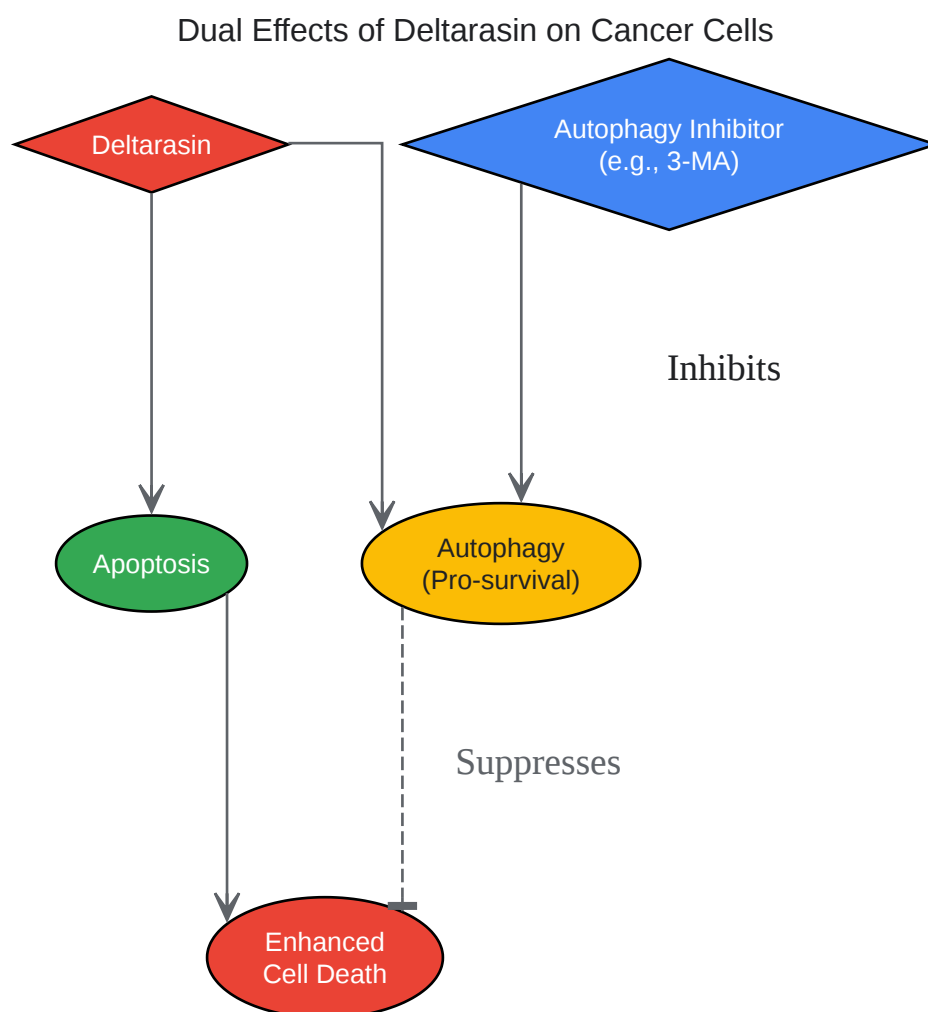 Dual Effects of Deltarasin on Cancer Cells
Deltarasin
Autophagy Inhibitor
(e.g., 3-MA)
Inhibits
Apoptosis
Autophagy
(Pro-survival)
Suppresses
Enhanced
Cell Death